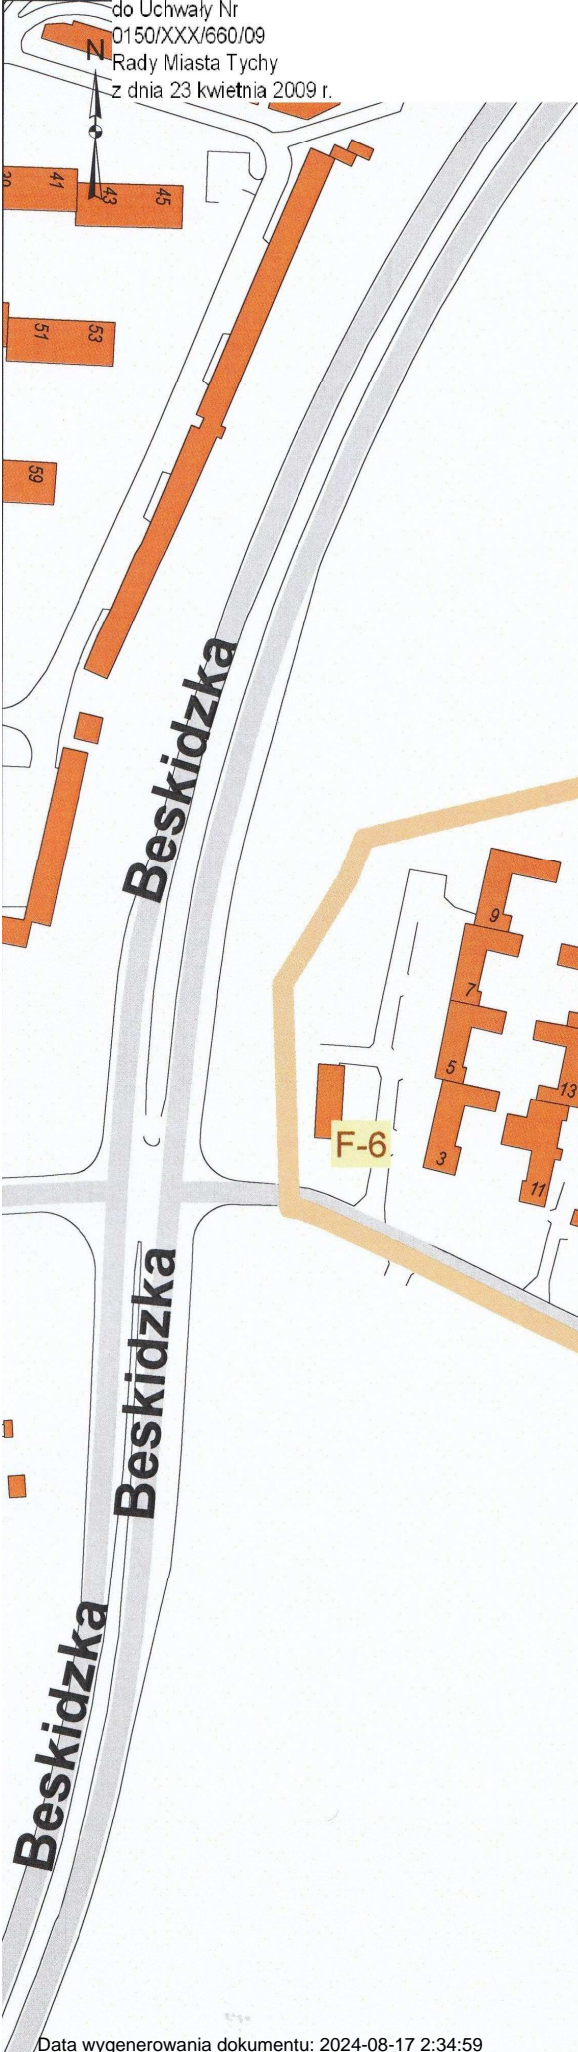 do Uchwały Nr
0150/XXX/660/09
Rady Miasta Tychy
z dnia 23 kwietnia 2009 r.
N
41
43
45
51
53
59
Beskidzka
9
7
5
13
F-6
3
11
Beskidzka
Beskidzka
Data wygenerowania dokumentu: 2024-08-17 2:34:59